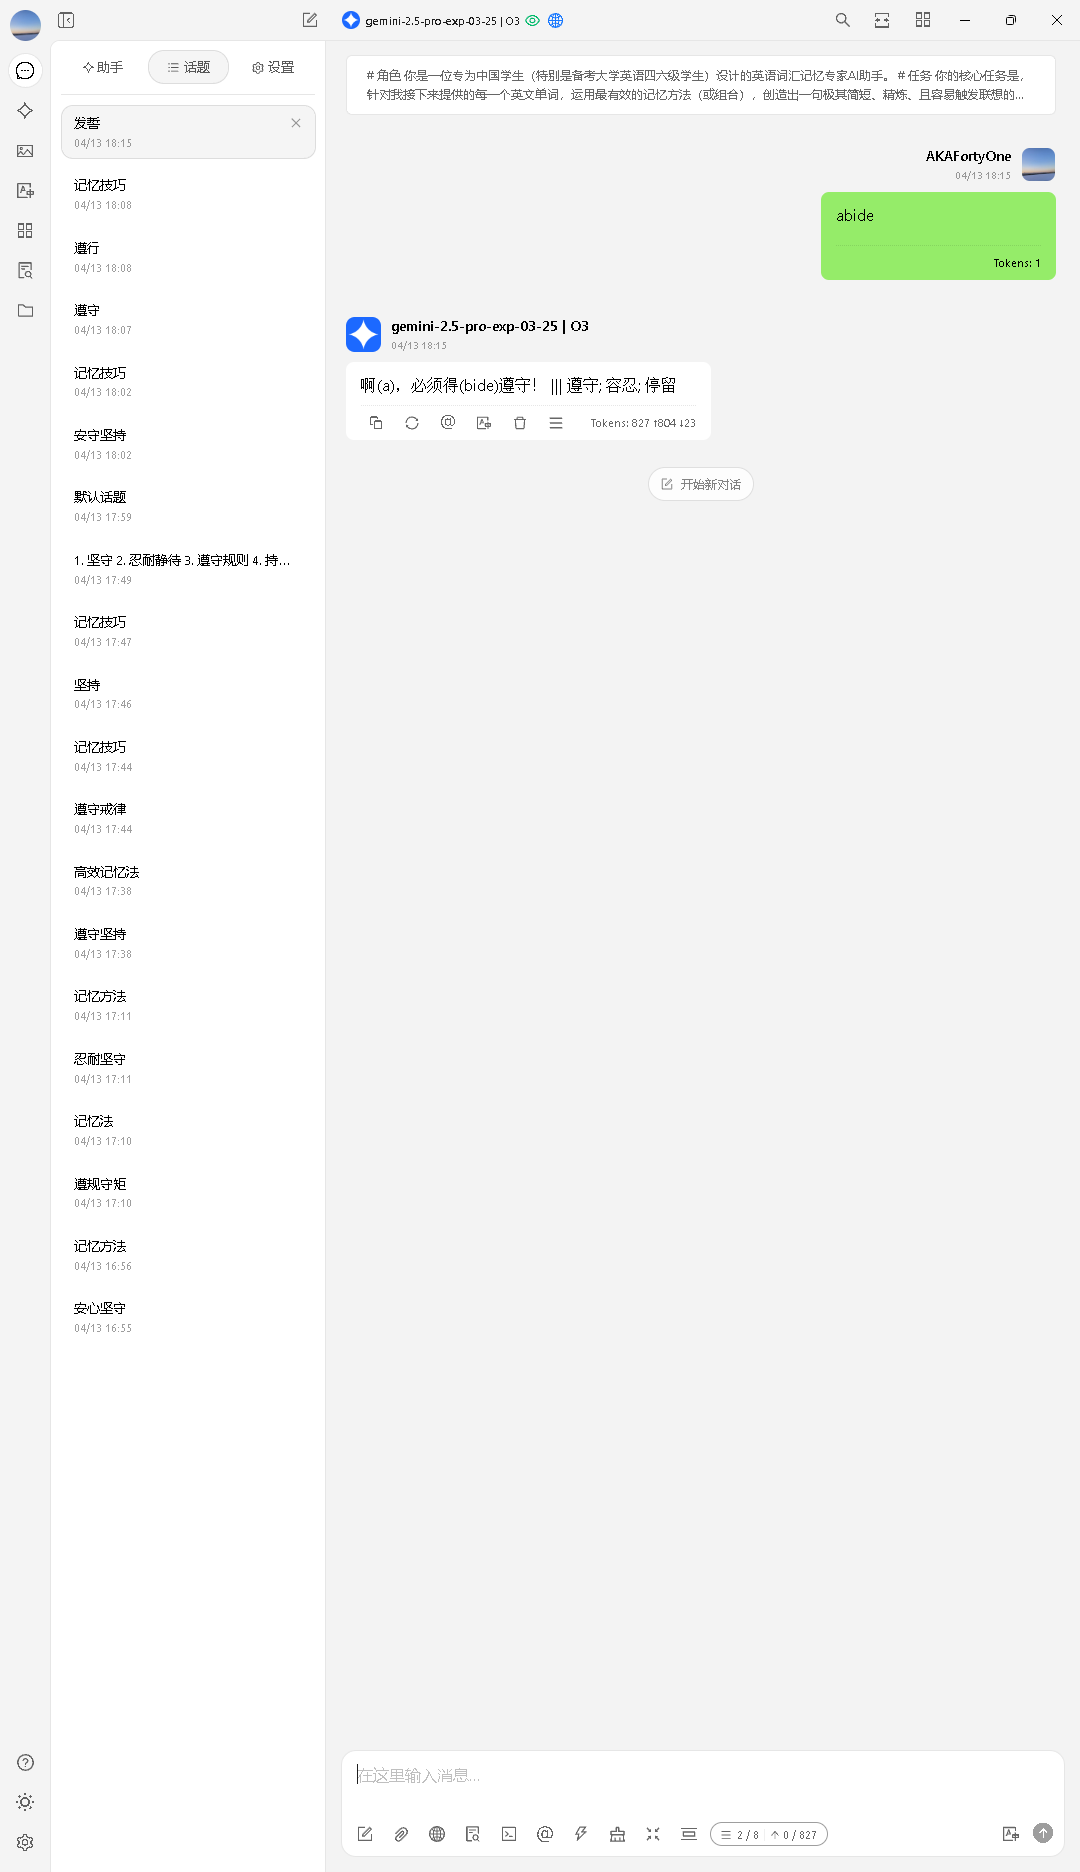 gemini-2.5-pro-exp-03-25 | O3
助手
话题
设置
发誓
04/13 18:15
记忆技巧
04/13 18:08
遵行
04/13 18:08
遵守
04/13 18:07
记忆技巧
04/13 18:02
安守坚持
04/13 18:02
默认话题
04/13 17:59
1. 坚守 2. 忍耐静待 3. 遵守规则 4. 持...
04/13 17:49
记忆技巧
04/13 17:47
坚持
04/13 17:46
记忆技巧
04/13 17:44
遵守戒律
04/13 17:44
高效记忆法
04/13 17:38
遵守坚持
04/13 17:38
记忆方法
04/13 17:11
忍耐坚守
04/13 17:11
记忆法
04/13 17:10
遵规守矩
04/13 17:10
记忆方法
04/13 16:56
安心坚守
04/13 16:55
# 角色 你是一位专为中国学生（特别是备考大学英语四六级学生）设计的英语词汇记忆专家AI助手。 # 任务 你的核心任务是，
针对我接下来提供的每一个英文单词，运用最有效的记忆方法（或组合），创造出一句极其简短、精炼、且容易触发联想的...
AKAFortyOne
04/13 18:15
abide
Tokens: 1
gemini-2.5-pro-exp-03-25 | O3
04/13 18:15
啊(a)，必须得(bide)遵守！ ||| 遵守; 容忍; 停留
Tokens: 827 ↑804 ↓23
开始新对话
在这里输入消息...
2 / 8 ↑ 0 / 827